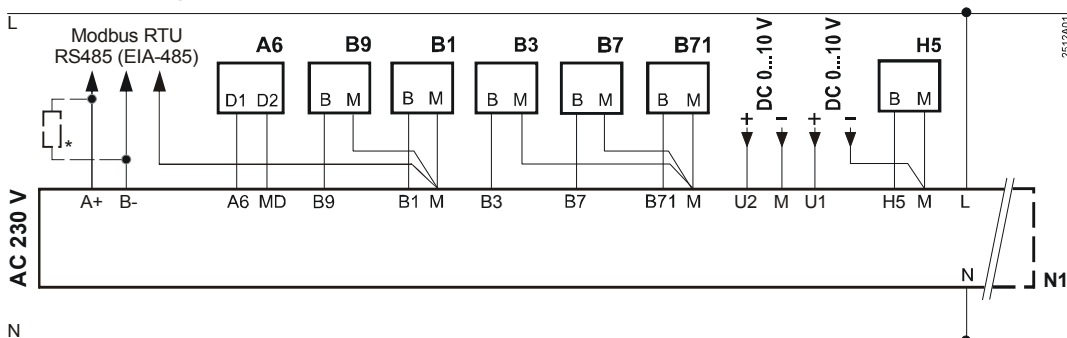 L
Modbus RTU
RS485 (EIA-485)
A6 B9 B1 B3 B7 B71 DC 0...10 V DC 0...10 V H5
2512A01
D1 D2 B M B M B M B M B M B M
+ – + –
*
A+ B- A6 MD B9 B1 M B3 B7 B71 M U2 M U1 H5 M L
AC 230 V
N
N1
N